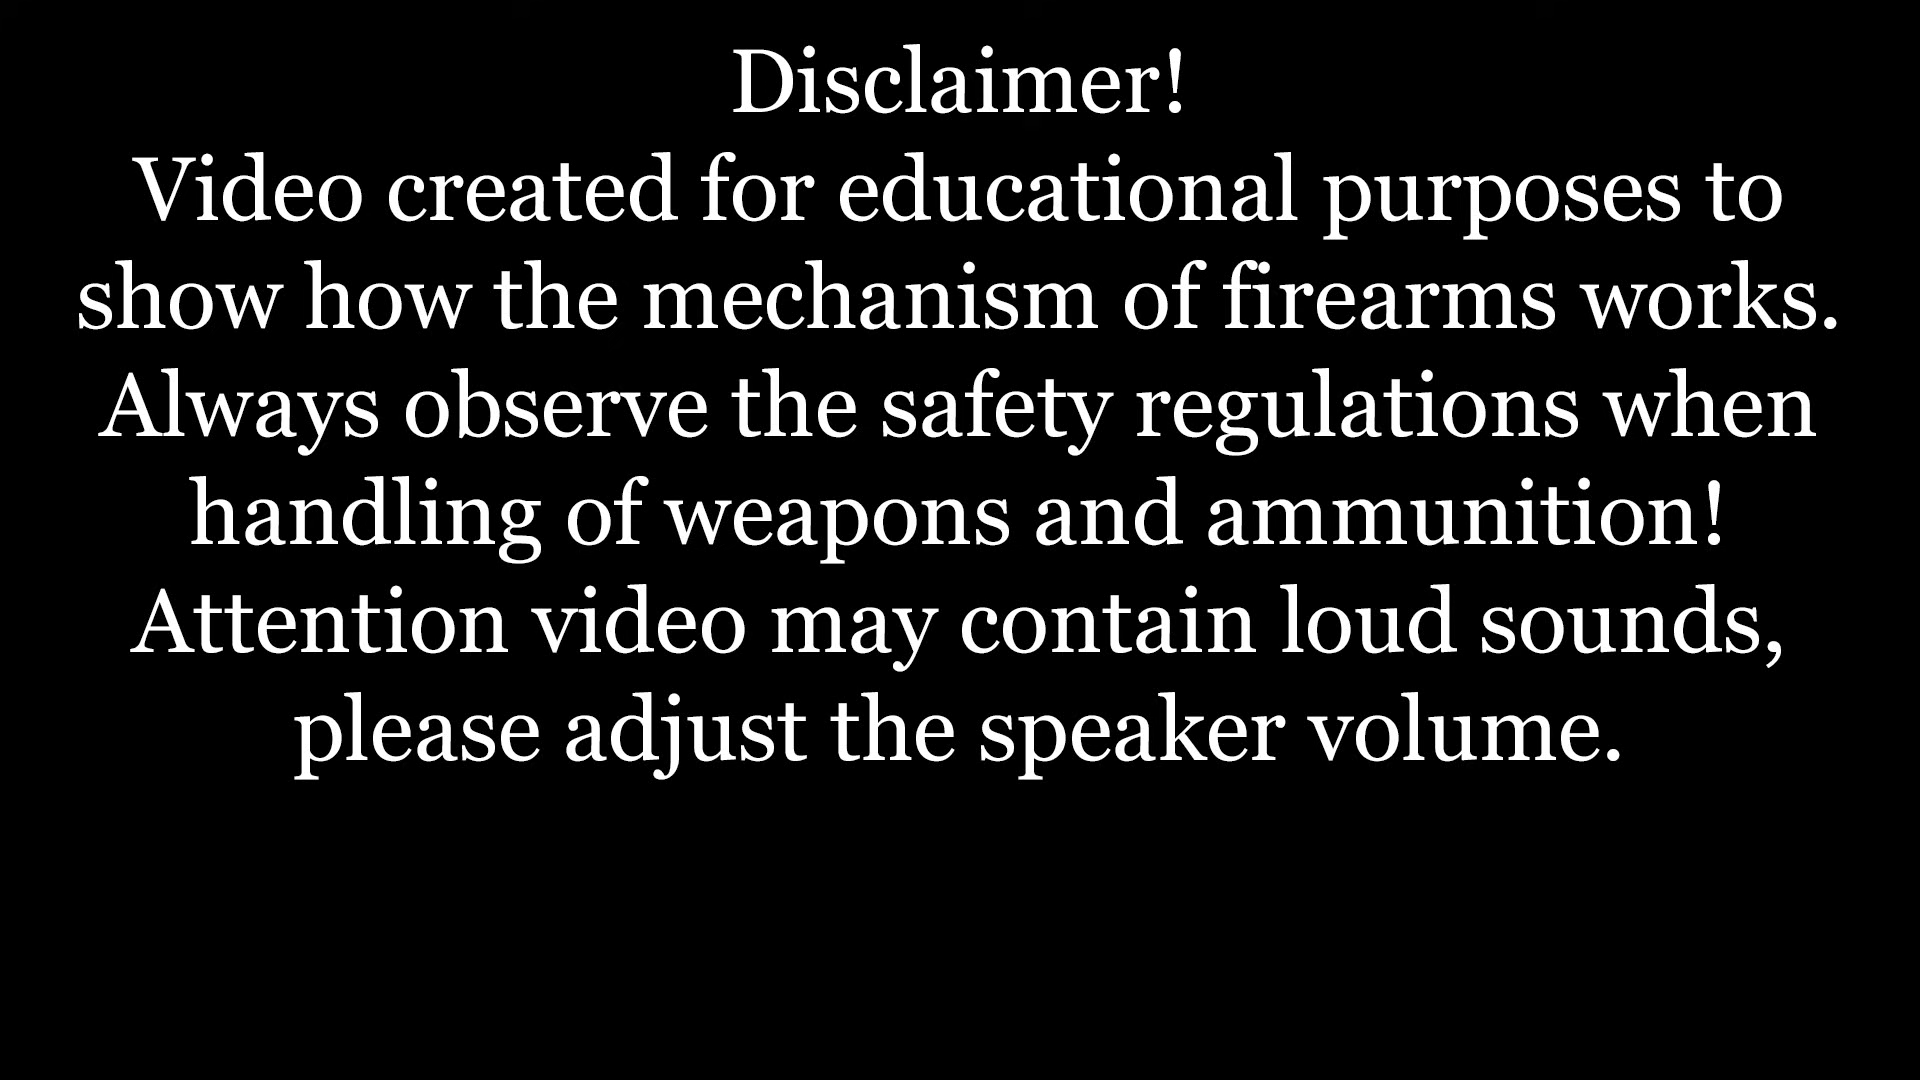 Disclaimer!
Video created for educational purposes to
show how the mechanism of firearms works.
Always observe the safety regulations when
handling of weapons and ammunition!
Attention video may contain loud sounds,
please adjust the speaker volume.